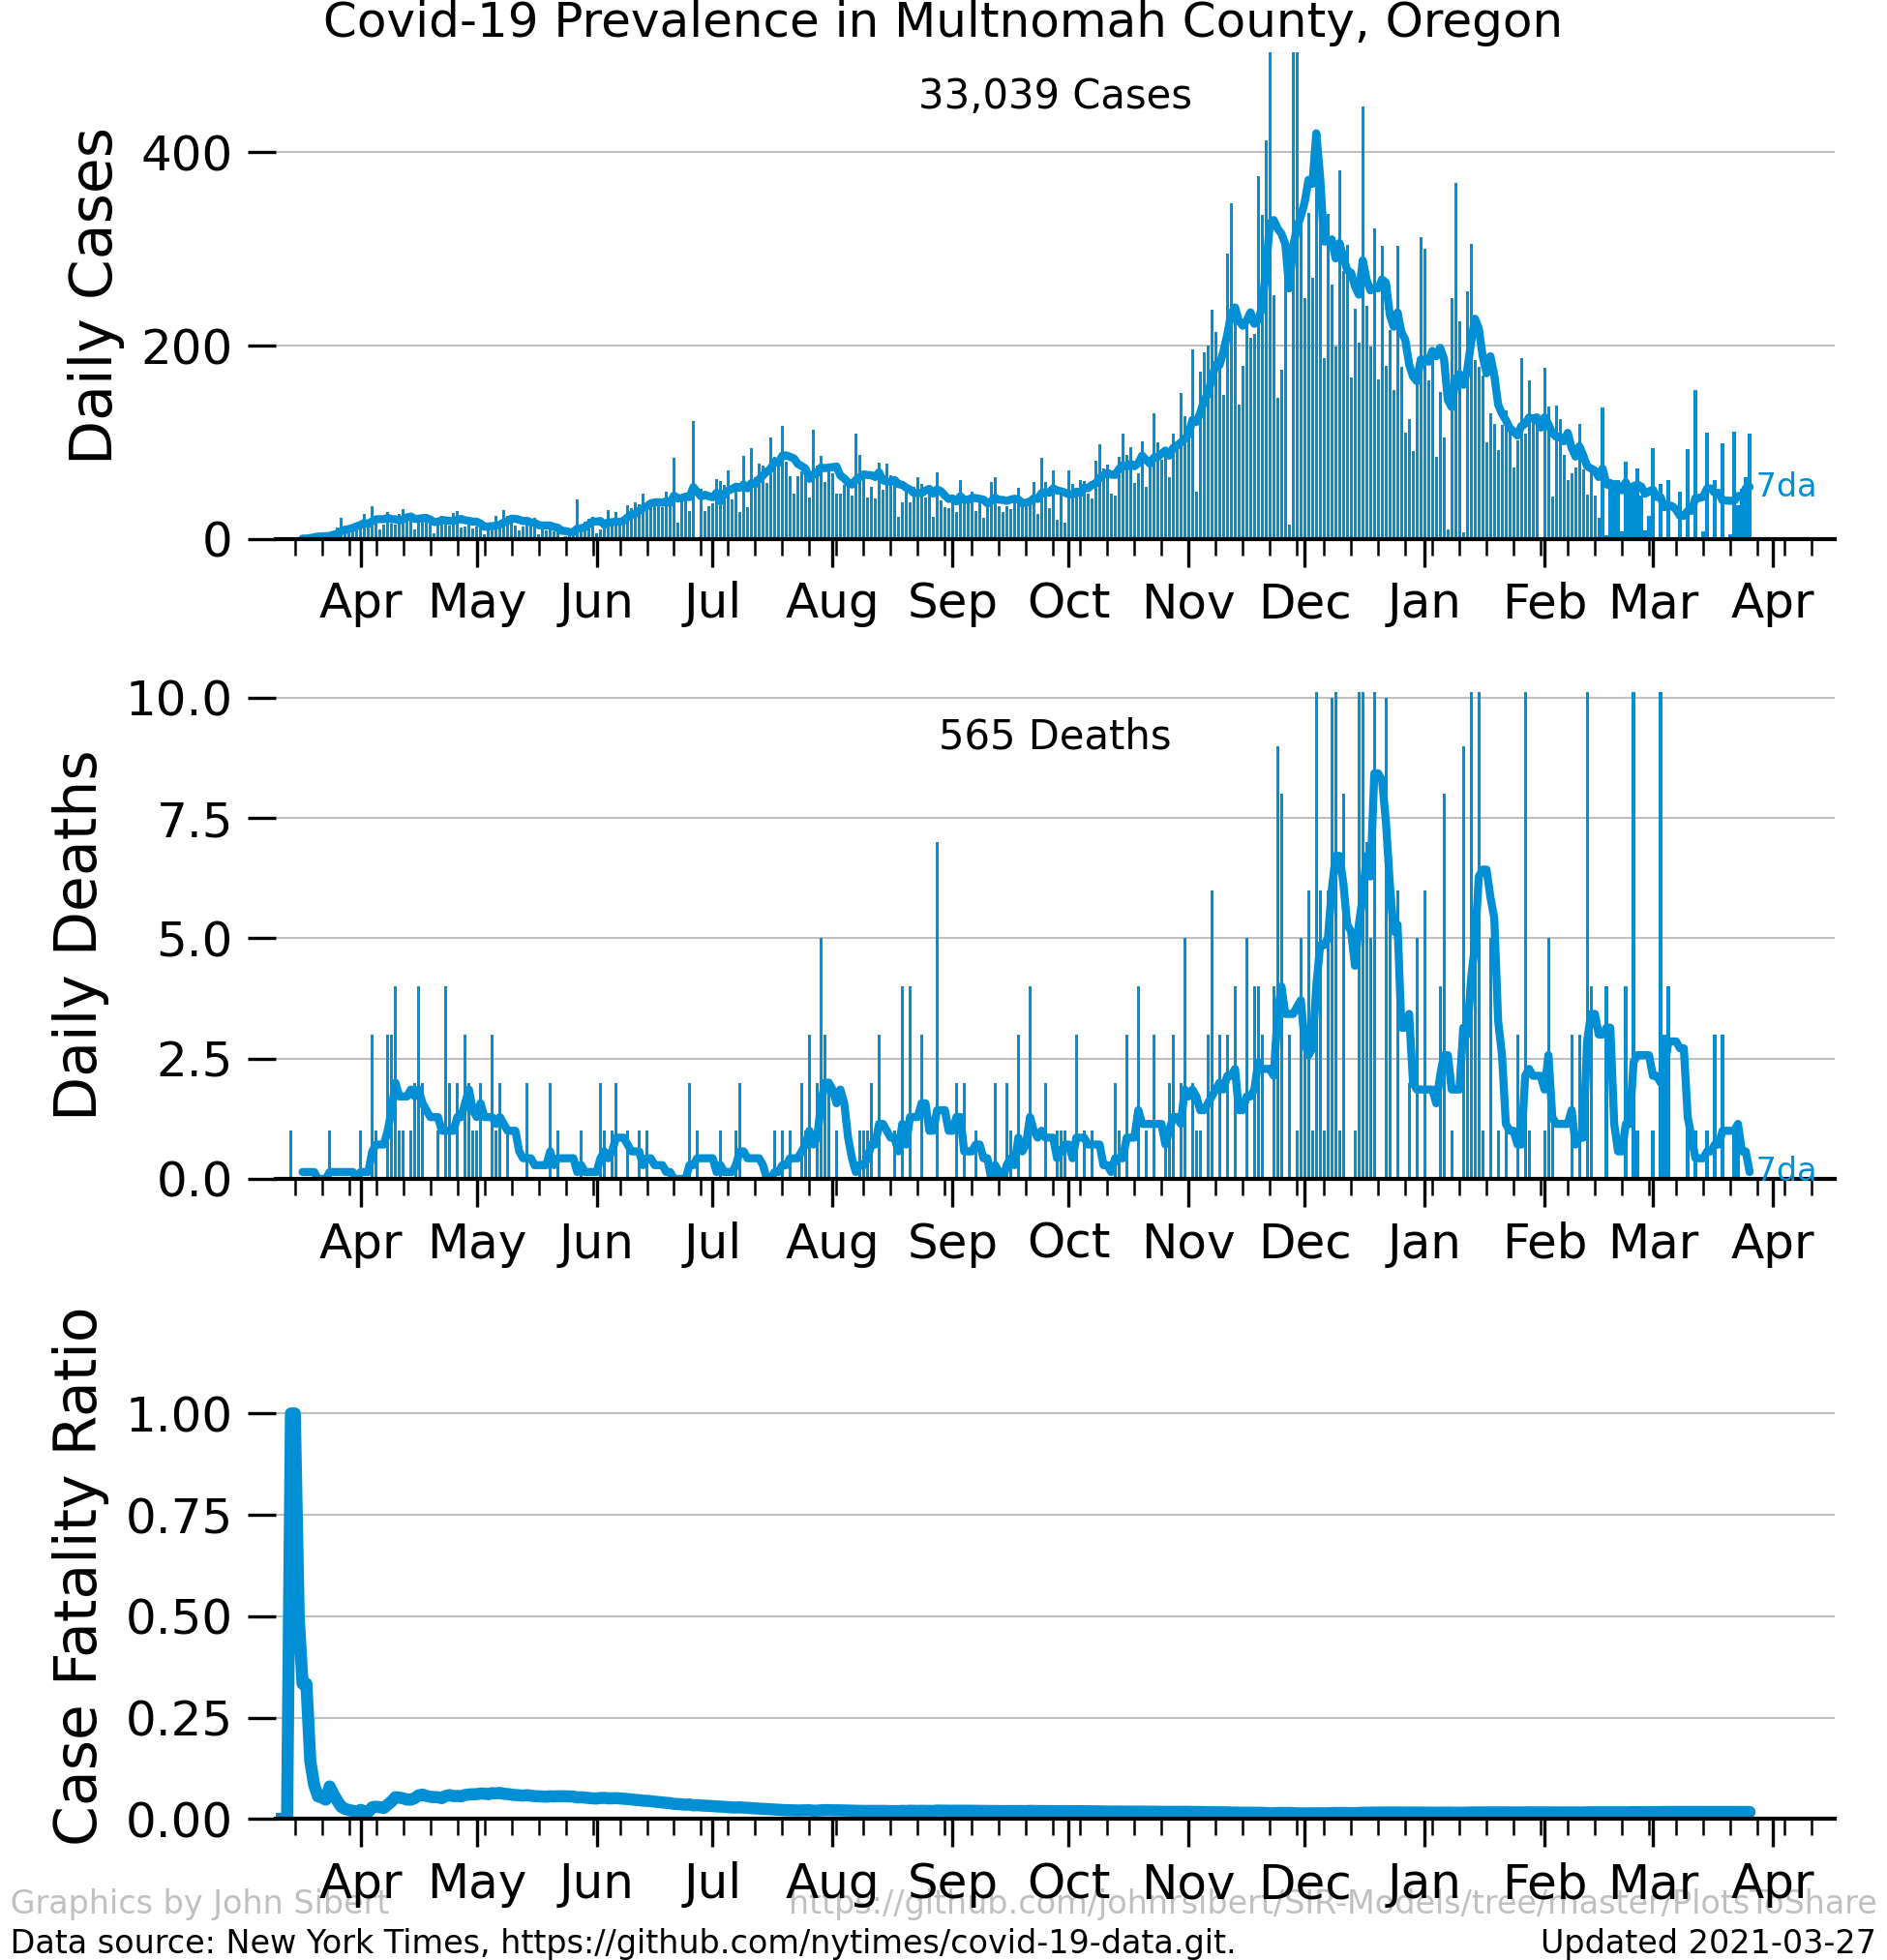 Covid-19 Prevalence in Multnomah County, Oregon
33,039 Cases
Daily Cases
400
200
0
7da
Apr May Jun Jul Aug Sep Oct Nov Dec Jan Feb Mar Apr
565 Deaths
Daily Deaths
10.0
7.5
5.0
2.5
0.0
7da
Apr May Jun Jul Aug Sep Oct Nov Dec Jan Feb Mar Apr
Case Fatality Ratio
1.00
0.75
0.50
0.25
0.00
Apr May Jun Jul Aug Sep Oct Nov Dec Jan Feb Mar Apr
Graphics by John Sibert https://github.com/johnrsibert/SIR-Models/tree/master/PlotsToShare
Data source: New York Times, https://github.com/nytimes/covid-19-data.git. Updated 2021-03-27